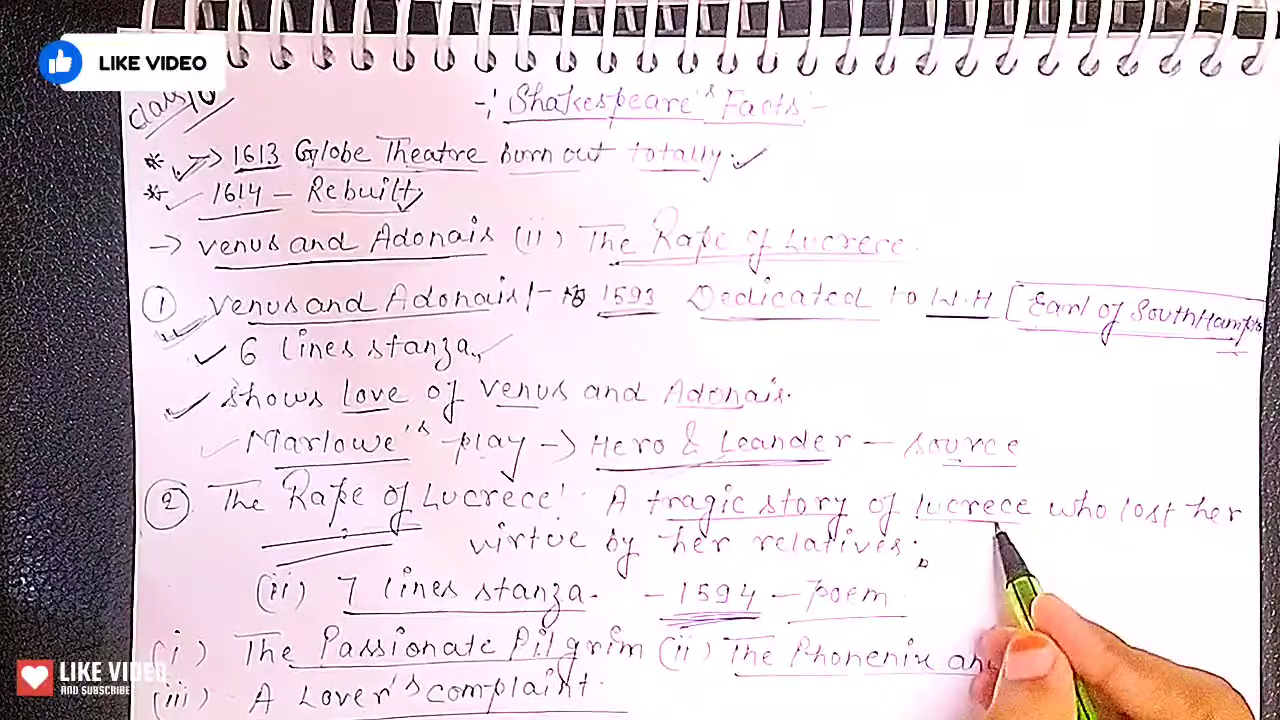 LIKE VIDEO
Class 10
-: Shakespeare's Facts -
* -> 1613 Globe Theatre burn out totally.
* 1614 - Rebuilt
-> Venus and Adonais (ii) The Rape of Lucrece.
1 Venus and Adonais :- 1593 Dedicated to W.H [Earl of SouthHampto
6 lines stanza,
Shows love of Venus and Adonais.
Marlowe's play -> Hero & Leander - source
2 The Rape of Lucrece :- A tragic story of lucrece who lost her
virtue by her relatives.
(ii) 7 lines stanza - - 1594 - poem
(i) The Passionate Pilgrim (ii) The Phonenix an
(iii) . A Lover's complaint.
LIKE VIDEO
AND SUBSCRIBE